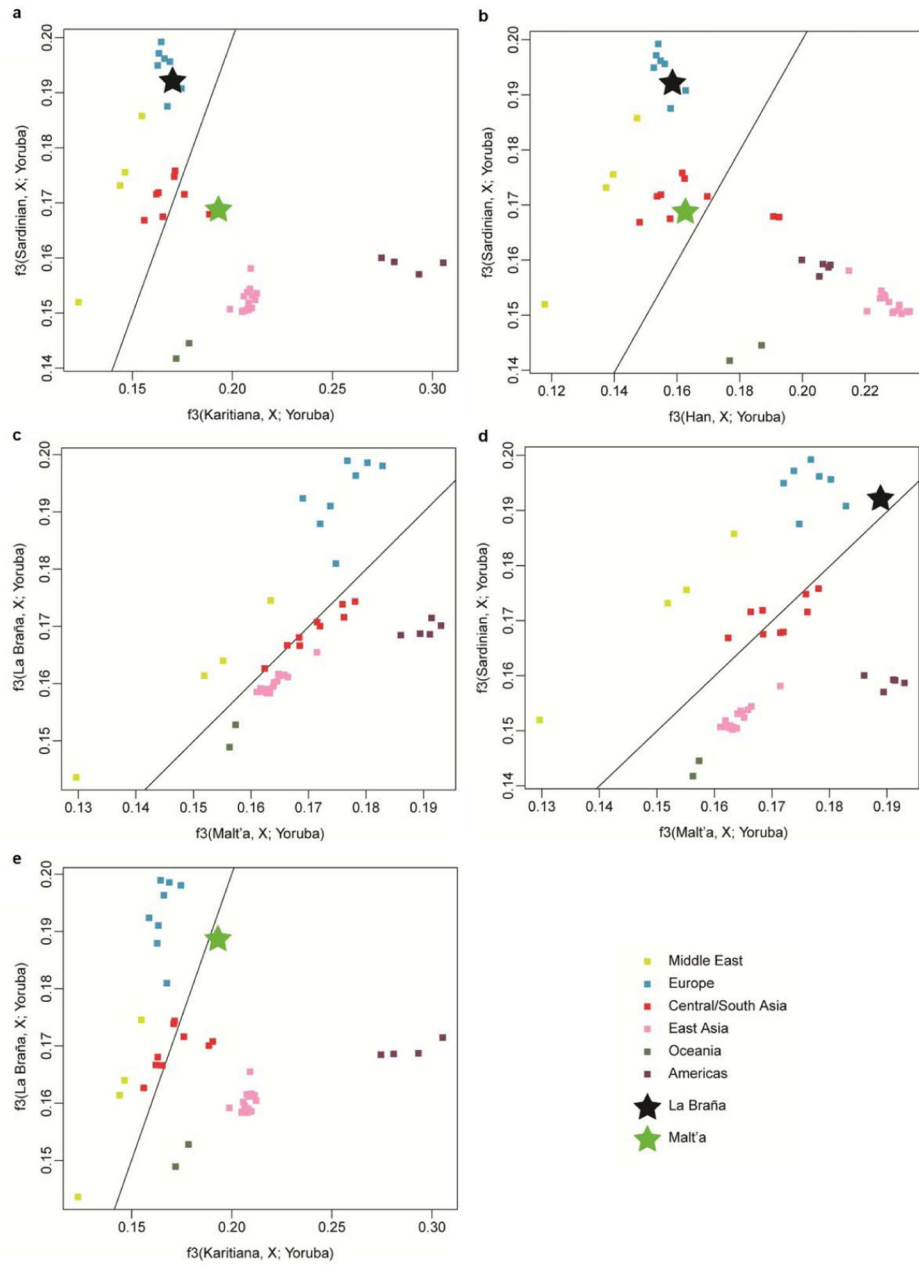 a
0.20
0.19
0.18
0.17
0.16
0.15
0.14
f3(Sardinian, X; Yoruba)
0.15
0.20
0.25
0.30
f3(Karitiana, X; Yoruba)
b
0.20
0.19
0.18
0.17
0.16
0.15
0.14
f3(Sardinian, X; Yoruba)
0.12
0.14
0.16
0.18
0.20
0.22
f3(Han, X; Yoruba)
c
0.20
0.19
0.18
0.17
0.16
0.15
f3(La Braña, X; Yoruba)
0.13
0.14
0.15
0.16
0.17
0.18
0.19
f3(Malt'a, X; Yoruba)
d
0.20
0.19
0.18
0.17
0.16
0.15
0.14
f3(Sardinian, X; Yoruba)
0.13
0.14
0.15
0.16
0.17
0.18
0.19
f3(Malt'a, X; Yoruba)
e
0.20
0.19
0.18
0.17
0.16
0.15
f3(La Braña, X; Yoruba)
0.15
0.20
0.25
0.30
f3(Karitiana, X; Yoruba)
Middle East
Europe
Central/South Asia
East Asia
Oceania
Americas
La Braña
Malt'a